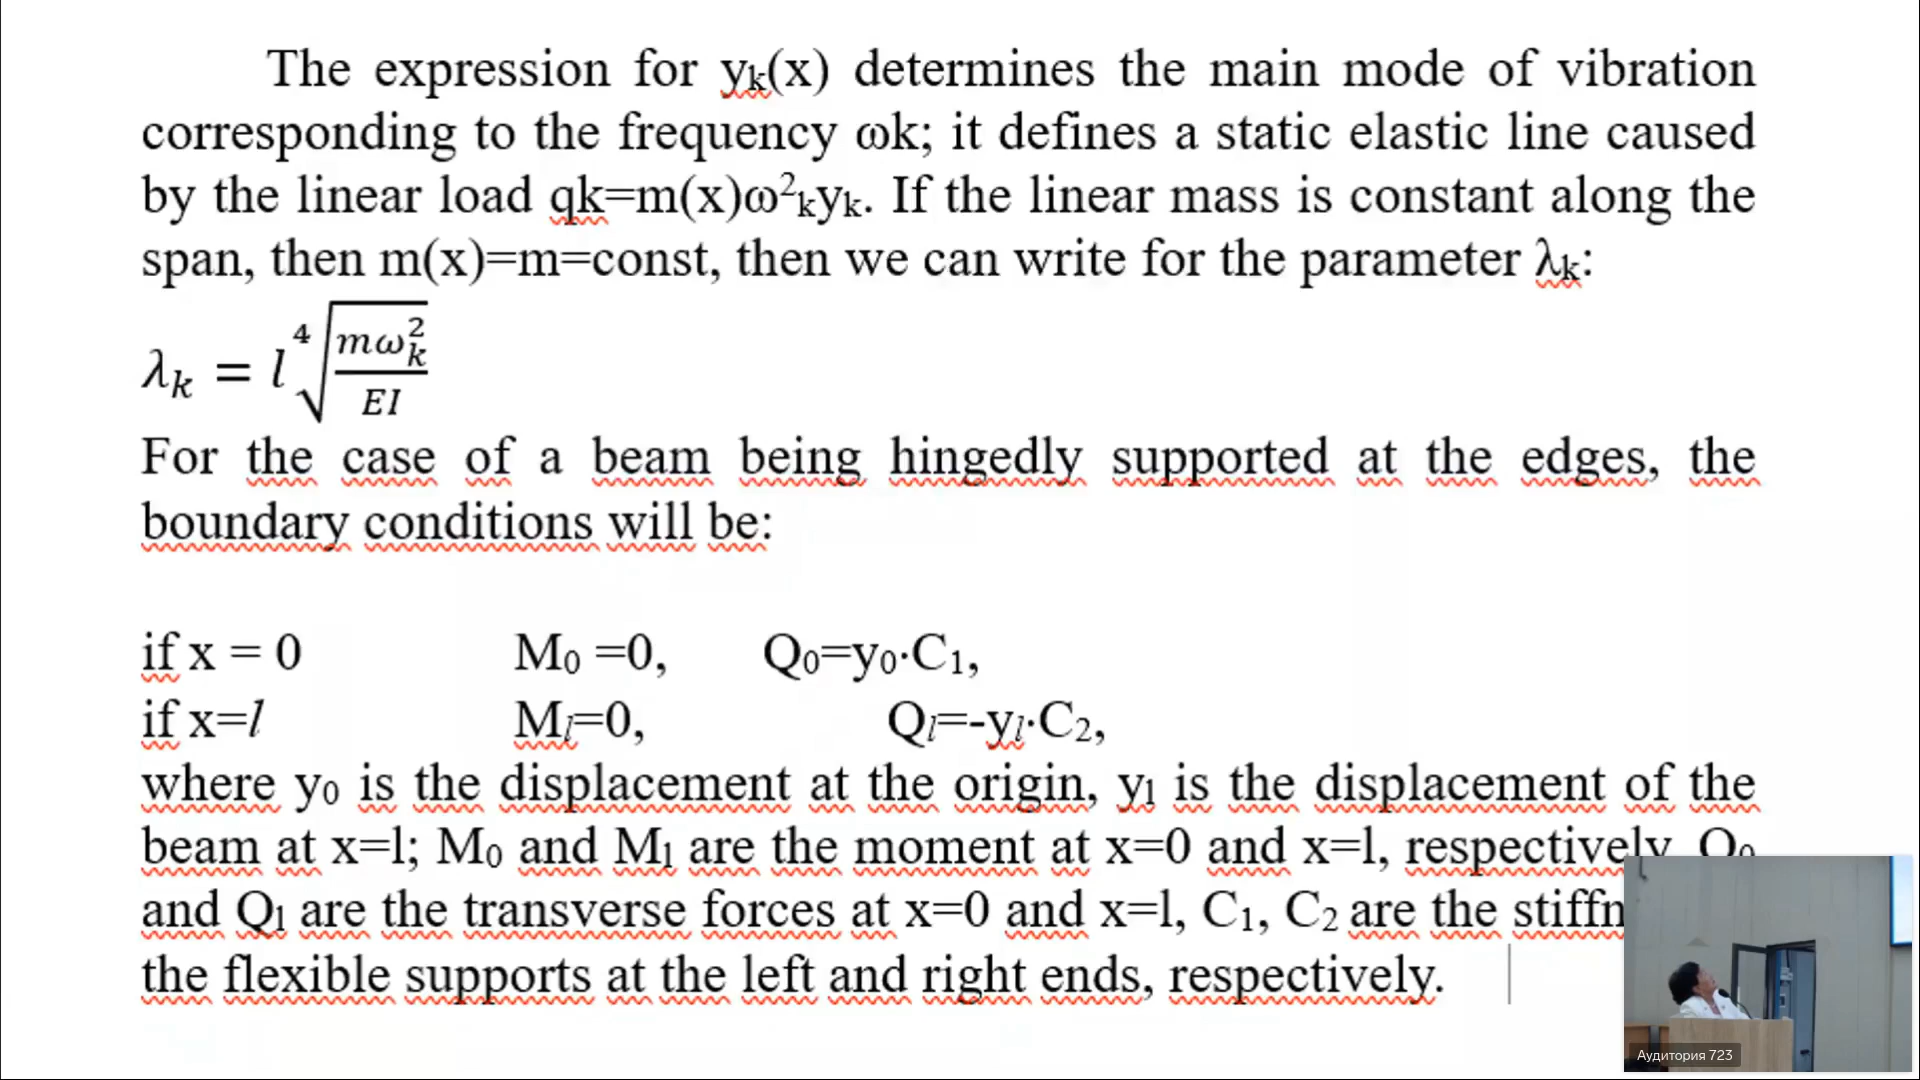 The expression for yₖ(x) determines the main mode of vibration
corresponding to the frequency ωk; it defines a static elastic line caused
by the linear load qk=m(x)ω²ₖyₖ. If the linear mass is constant along the
span, then m(x)=m=const, then we can write for the parameter λₖ:
λₖ = l ⁴√(mωₖ²/EI)
For the case of a beam being hingedly supported at the edges, the
boundary conditions will be:
if x = 0 M₀ =0, Q₀=y₀·C₁,
if x=l Mₗ=0, Qₗ=-yₗ·C₂,
where y₀ is the displacement at the origin, y₁ is the displacement of the
beam at x=l; M₀ and M₁ are the moment at x=0 and x=l, respectively, Q₀
and Q₁ are the transverse forces at x=0 and x=l, C₁, C₂ are the
the flexible supports at the left and right ends, respectively.
Аудитория 723